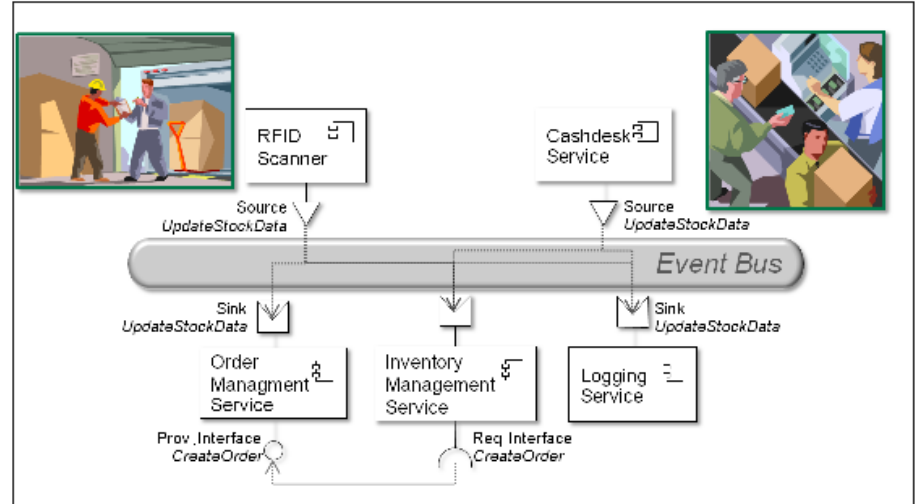 RFID
Scanner
Cashdesk
Service
Source
UpdateStockData
Source
UpdateStockData
Event Bus
Sink
UpdateStockData
Sink
UpdateStockData
Order
Managment
Service
Inventory
Management
Service
Logging
Service
Prov.Interface
CreateOrder
Req Interface
CreateOrder